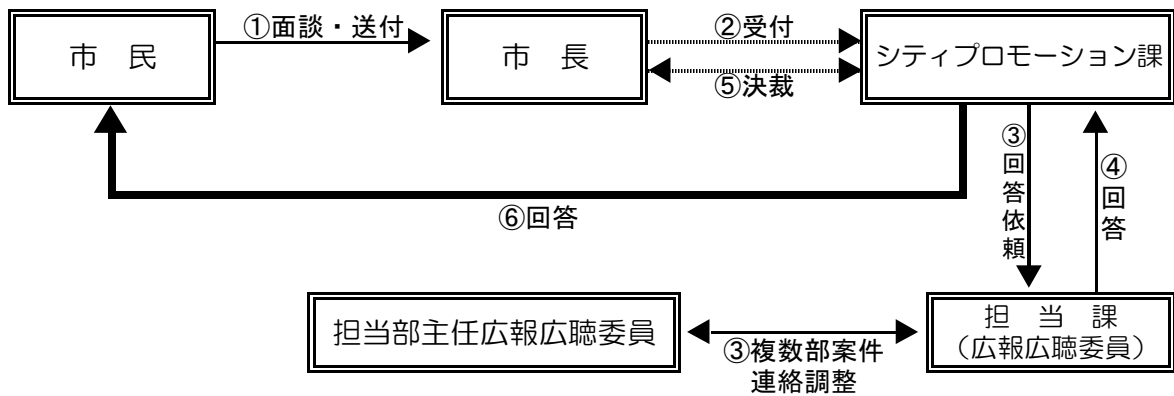 ①面談・送付
②受付
市　民
市　長
シティプロモーション課
⑤決裁
③回答依頼
④回答
⑥回答
担当部主任広報広聴委員
③複数部案件
連絡調整
担　当　課
（広報広聴委員）